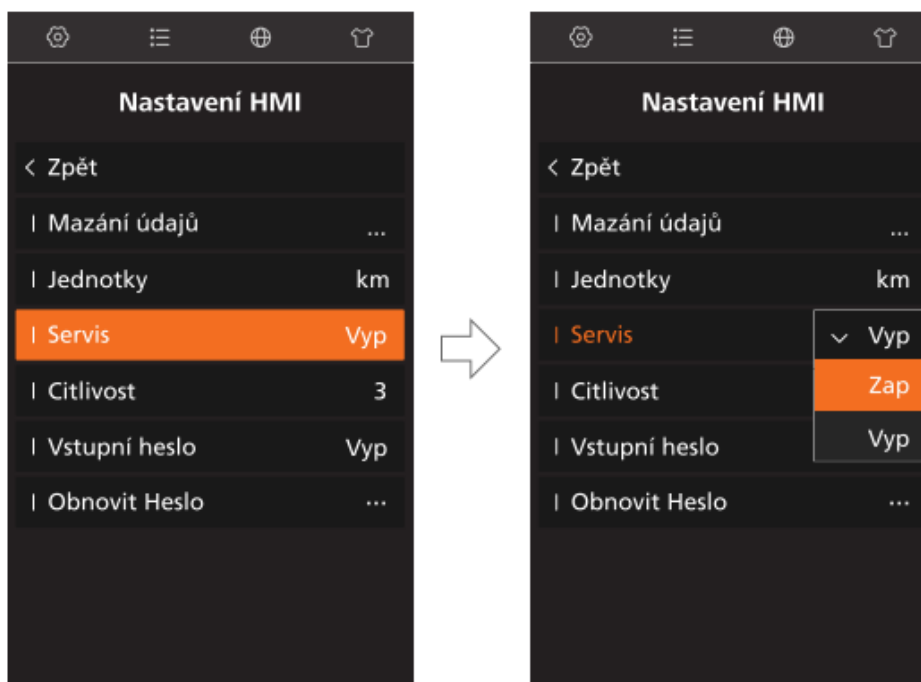 Nastavení HMI
< Zpět
| Mazání údajů ...
| Jednotky km
| Servis Vyp
| Citlivost 3
| Vstupní heslo Vyp
| Obnovit Heslo ...
Nastavení HMI
< Zpět
| Mazání údajů ...
| Jednotky km
| Servis Vyp
Zap
| Citlivost
Vyp
| Vstupní heslo
| Obnovit Heslo ...